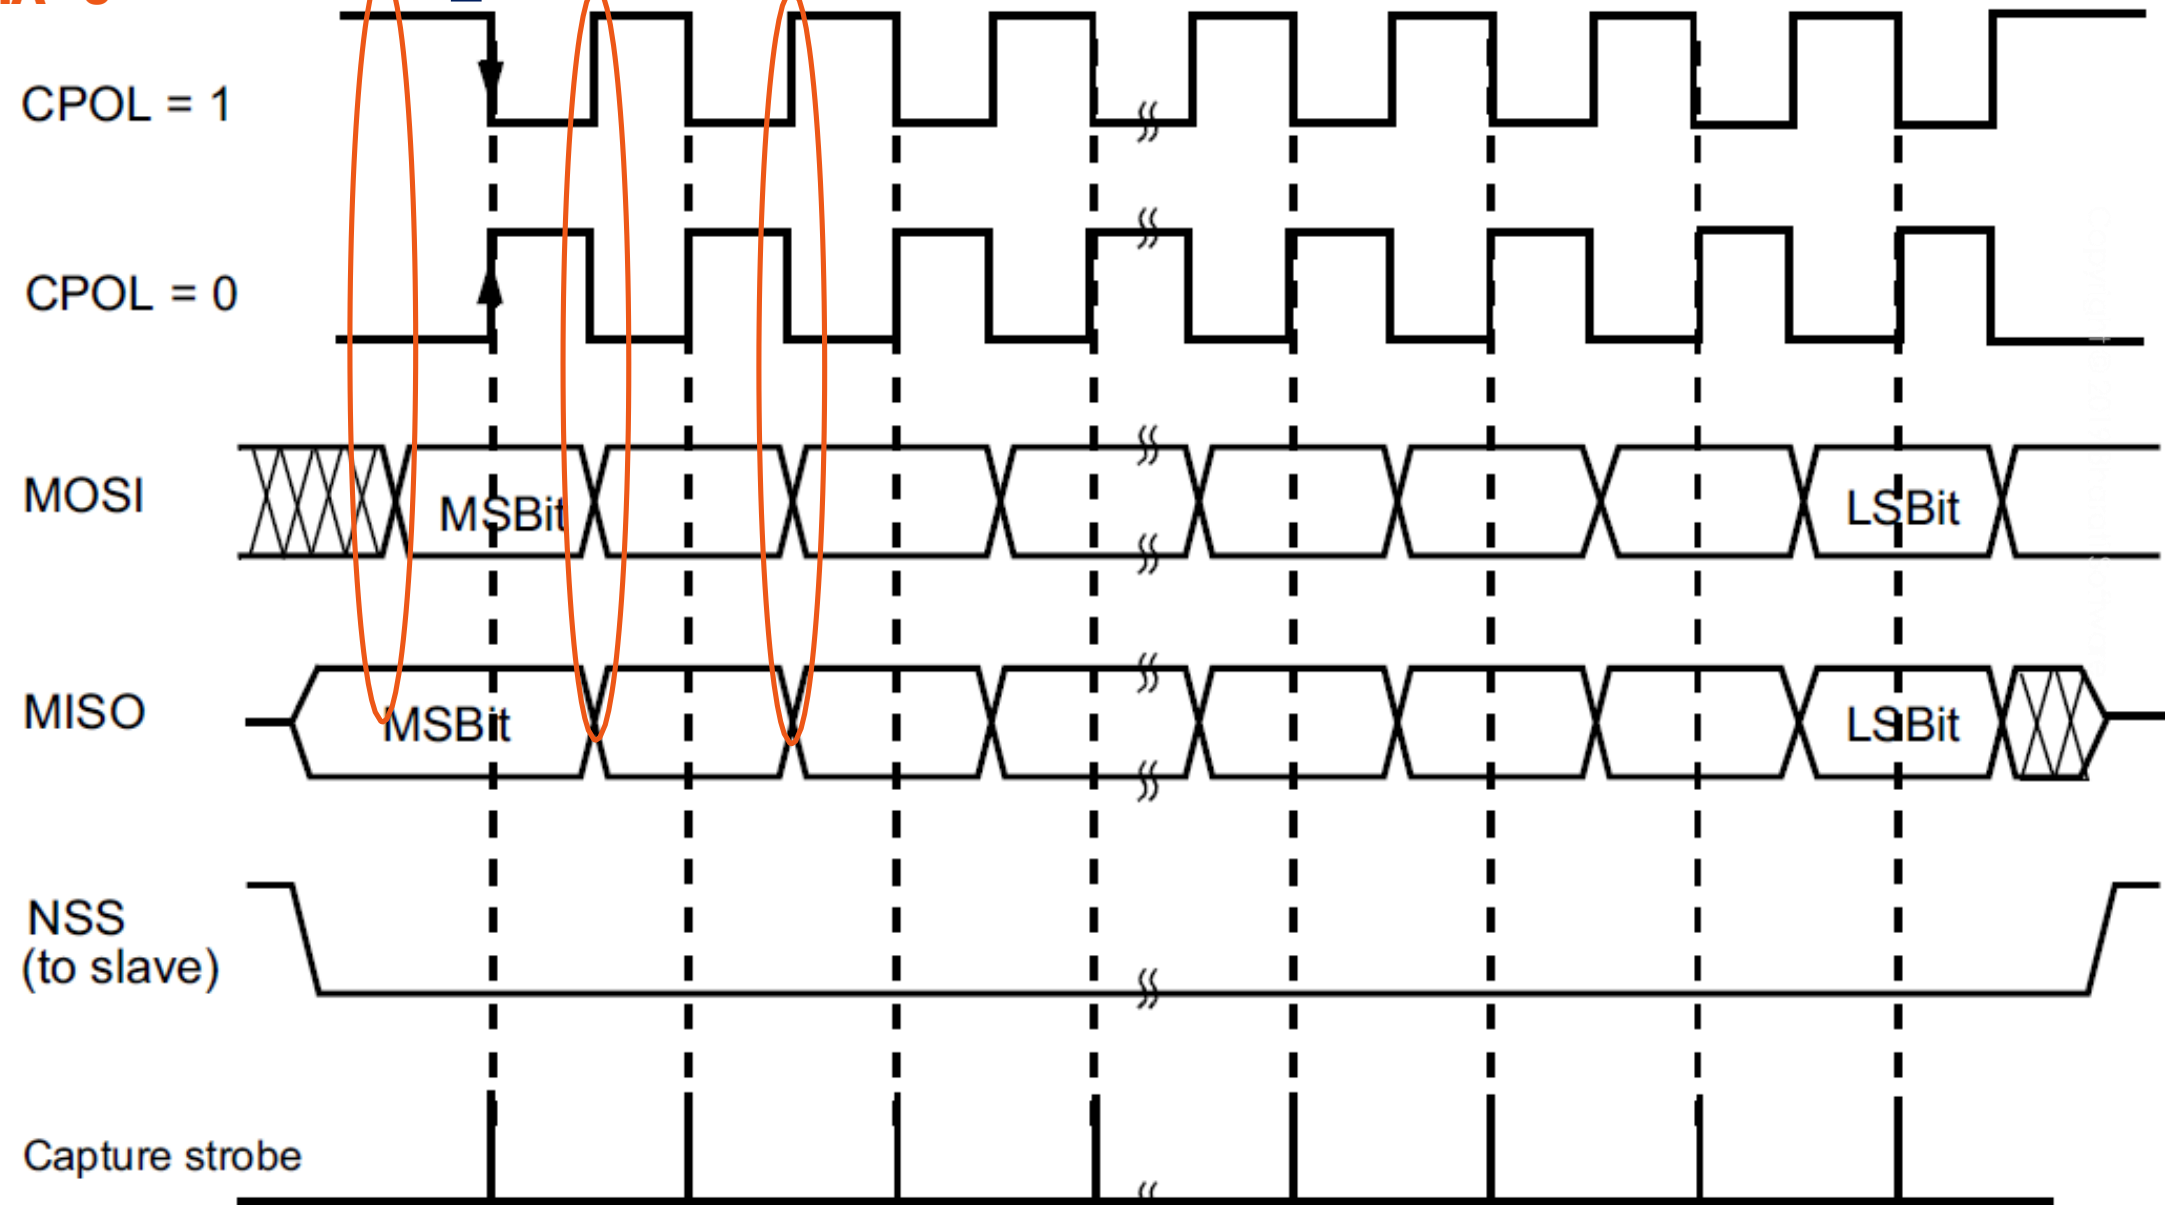 CPOL = 1
CPOL = 0
MOSI
MSBit
LSBit
MISO
MSBit
LSBit
NSS
(to slave)
Capture strobe